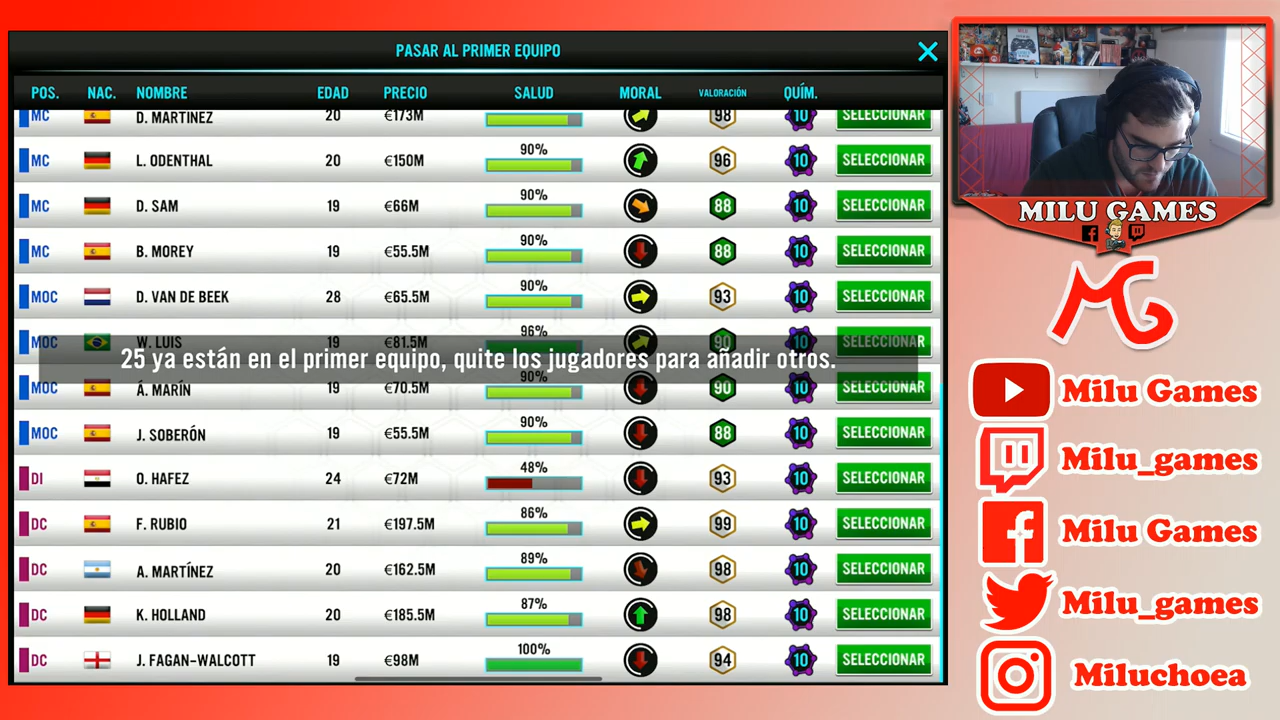 PASAR AL PRIMER EQUIPO
POS. NAC. NOMBRE EDAD PRECIO SALUD MORAL VALORACIÓN QUÍM.
MC D. MARTINEZ 20 €173M 98 10 SELECCIONAR
MC L. ODENTHAL 20 €150M 90% 96 10 SELECCIONAR
MC D. SAM 19 €66M 90% 88 10 SELECCIONAR
MC B. MOREY 19 €55.5M 90% 88 10 SELECCIONAR
MOC D. VAN DE BEEK 28 €65.5M 90% 93 10 SELECCIONAR
MOC W. LUIS 19 €81.5M 96% 90 10 SELECCIONAR
25 ya están en el primer equipo, quite los jugadores para añadir otros.
MOC Á. MARÍN 19 €70.5M 90% 90 10 SELECCIONAR
MOC J. SOBERÓN 19 €55.5M 90% 88 10 SELECCIONAR
DI O. HAFEZ 24 €72M 48% 93 10 SELECCIONAR
DC F. RUBIO 21 €197.5M 86% 99 10 SELECCIONAR
DC A. MARTÍNEZ 20 €162.5M 89% 98 10 SELECCIONAR
DC K. HOLLAND 20 €185.5M 87% 98 10 SELECCIONAR
DC J. FAGAN-WALCOTT 19 €98M 100% 94 10 SELECCIONAR
MILU GAMES
Milu Games
Milu_games
Milu Games
Milu_games
Miluchoea